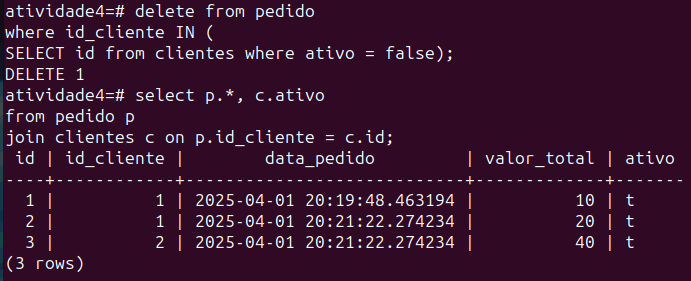 atividade4=# delete from pedido
where id_cliente IN (
SELECT id from clientes where ativo = false);
DELETE 1
atividade4=# select p.*, c.ativo
from pedido p
join clientes c on p.id_cliente = c.id;
 id | id_cliente |        data_pedido         | valor_total | ativo
----+------------+----------------------------+-------------+-------
  1 |          1 | 2025-04-01 20:19:48.463194 |          10 | t
  2 |          1 | 2025-04-01 20:21:22.274234 |          20 | t
  3 |          2 | 2025-04-01 20:21:22.274234 |          40 | t
(3 rows)